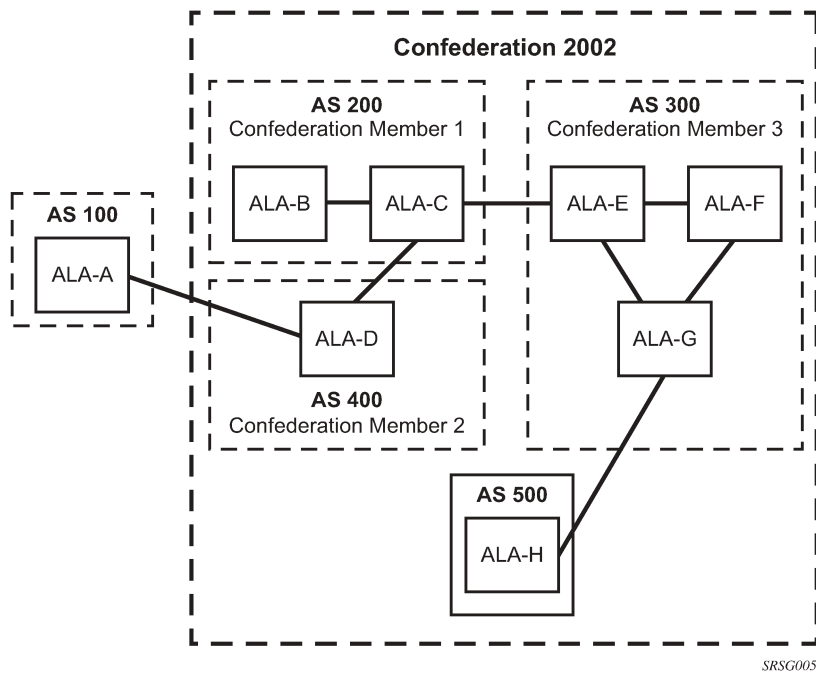 Confederation 2002
AS 200
Confederation Member 1
ALA-B
ALA-C
AS 300
Confederation Member 3
ALA-E
ALA-F
ALA-G
AS 100
ALA-A
ALA-D
AS 400
Confederation Member 2
AS 500
ALA-H
SRSG005